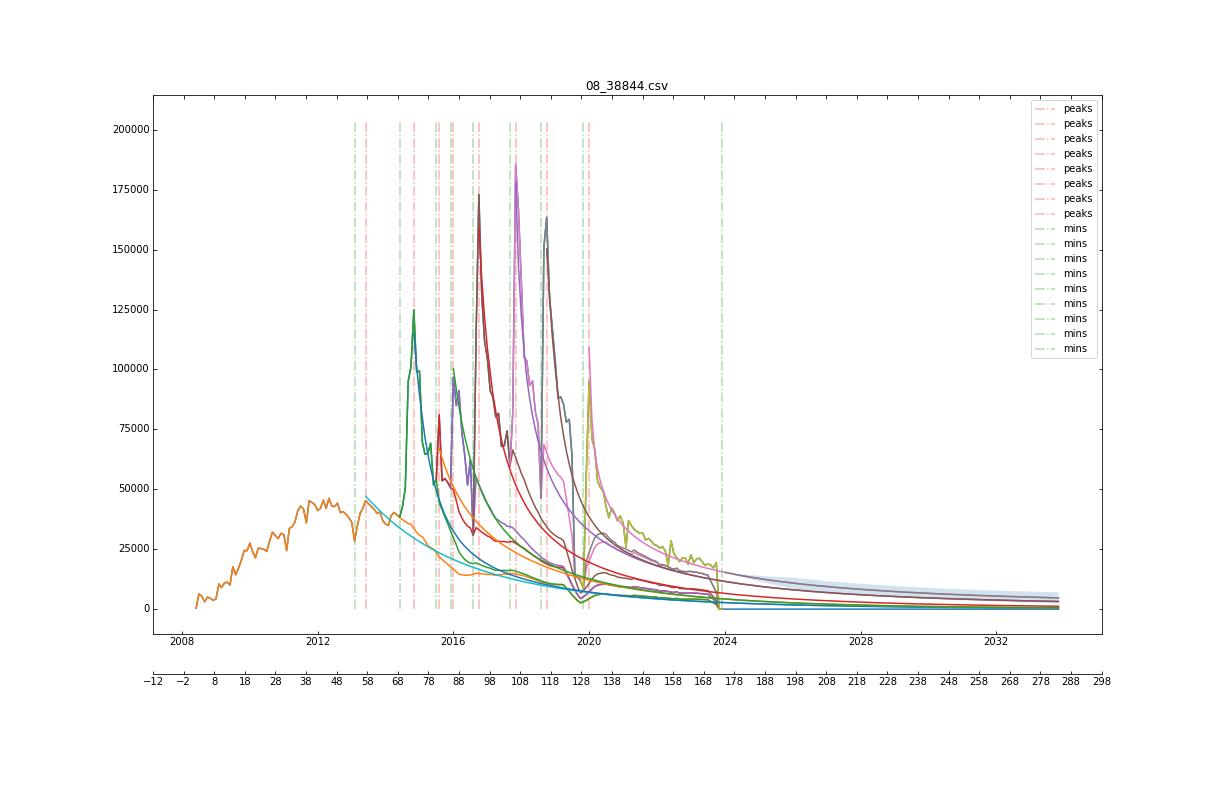 08_38844.csv
200000
175000
150000
125000
100000
75000
50000
25000
0
peaks
peaks
peaks
peaks
peaks
peaks
peaks
peaks
mins
mins
mins
mins
mins
mins
mins
mins
mins
2008 2012 2016 2020 2024 2028 2032
−12 −2 8 18 28 38 48 58 68 78 88 98 108 118 128 138 148 158 168 178 188 198 208 218 228 238 248 258 268 278 288 298